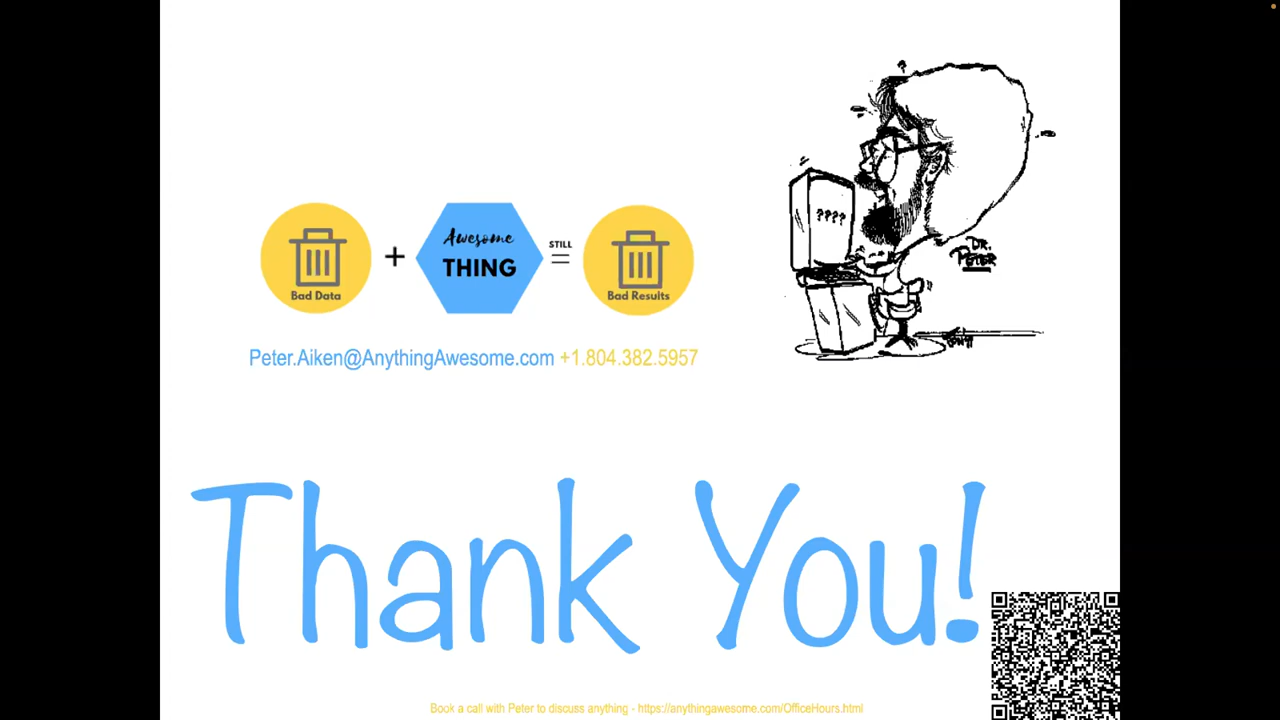 ?
????
DR.
PETER
Awesome
THING
+
STILL
=
Bad Data
Bad Results
Peter.Aiken@AnythingAwesome.com +1.804.382.5957
Thank You!
Book a call with Peter to discuss anything - https://anythingawesome.com/OfficeHours.html